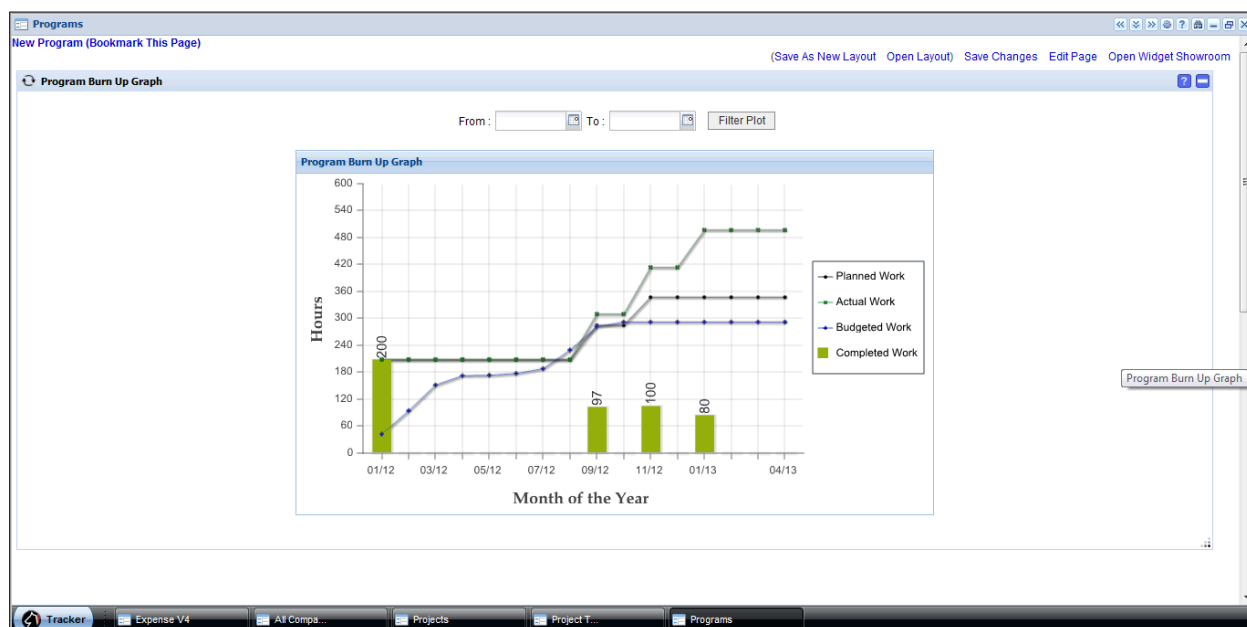 Programs
New Program (Bookmark This Page)
(Save As New Layout Open Layout) Save Changes Edit Page Open Widget Showroom
Program Burn Up Graph
From : To : Filter Plot
Program Burn Up Graph
600
540
480
420
360
300
240
180
120
60
0
Hours
200
97
100
80
01/12 03/12 05/12 07/12 09/12 11/12 01/13 04/13
Month of the Year
Planned Work
Actual Work
Budgeted Work
Completed Work
Program Burn Up Graph
Tracker Expense V4 All Compa... Projects Project T... Programs